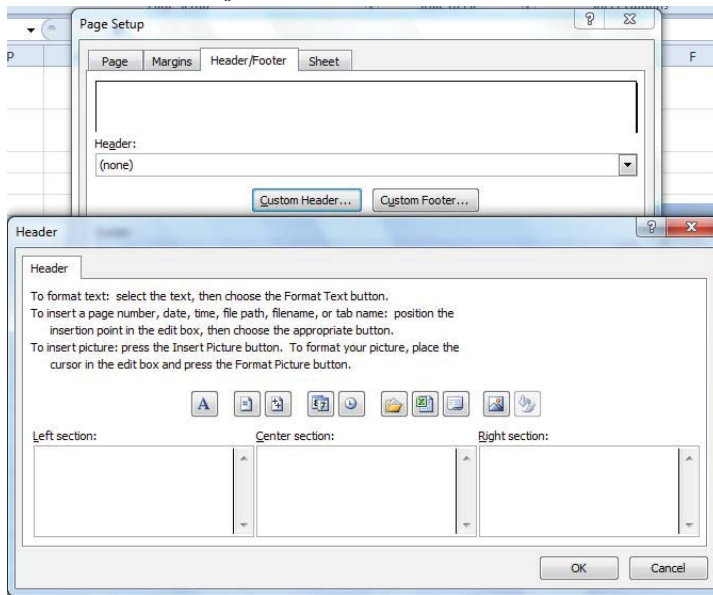 Page Setup
P
F
Page Margins Header/Footer Sheet
Header:
(none)
Custom Header... Custom Footer...
Header
Header
To format text: select the text, then choose the Format Text button.
To insert a page number, date, time, file path, filename, or tab name: position the
insertion point in the edit box, then choose the appropriate button.
To insert picture: press the Insert Picture button. To format your picture, place the
cursor in the edit box and press the Format Picture button.
A
Left section: Center section: Right section:
OK Cancel